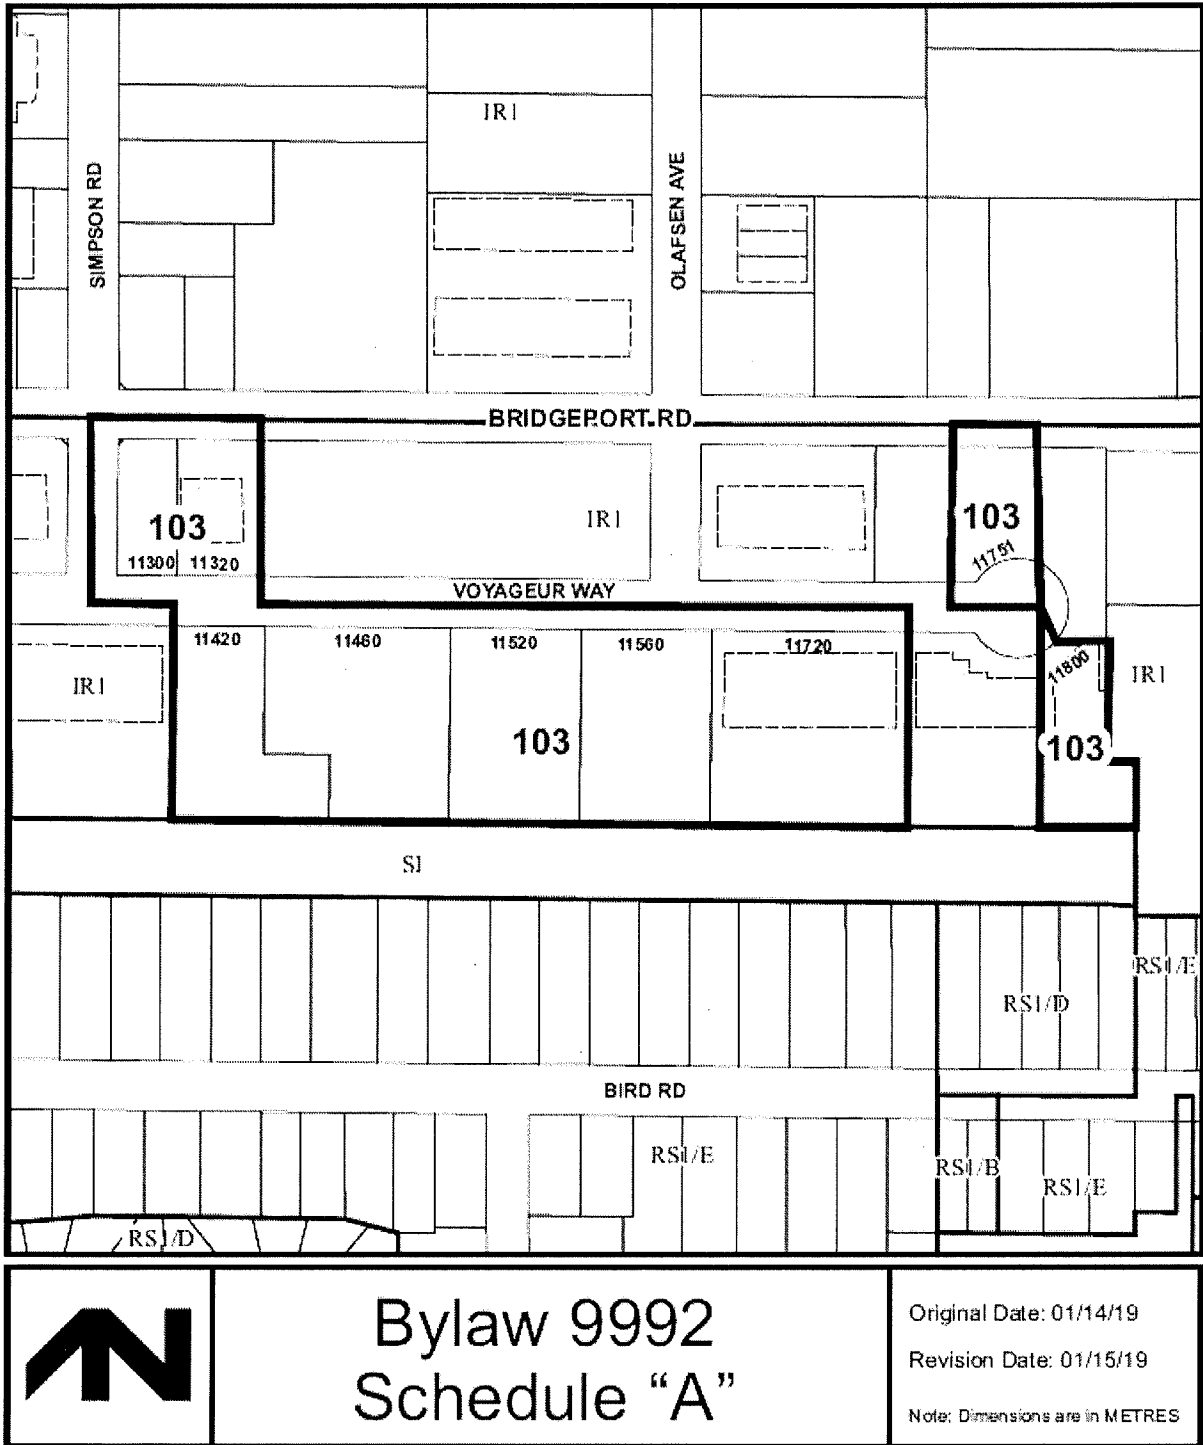 IR1
SIMPSON RD
OLAFSEN AVE
BRIDGEPORT RD
103
11300 11320
IR1
103
11751
VOYAGEUR WAY
11420 11460 11520 11560 11720
11800
IR1
IR1
103
103
SI
RS1/E
RS1/D
BIRD RD
RS1/E
RS1/B
RS1/E
RS1/D
Bylaw 9992
Schedule “A”
Original Date: 01/14/19
Revision Date: 01/15/19
Note: Dimensions are in METRES